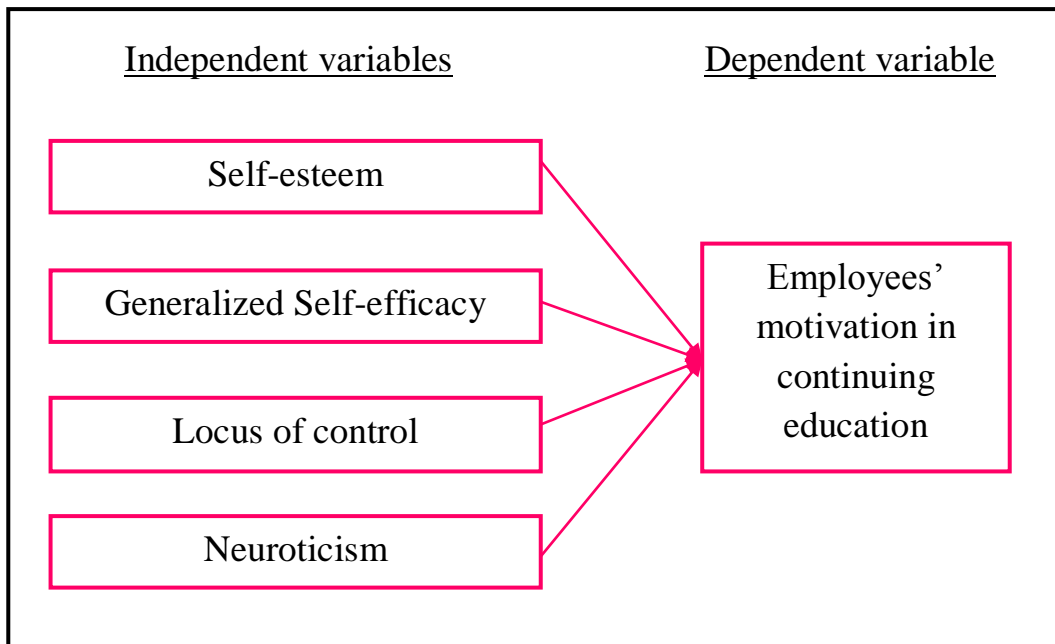 Independent variables
Dependent variable
Self-esteem
Generalized Self-efficacy
Locus of control
Neuroticism
Employees’
motivation in
continuing
education